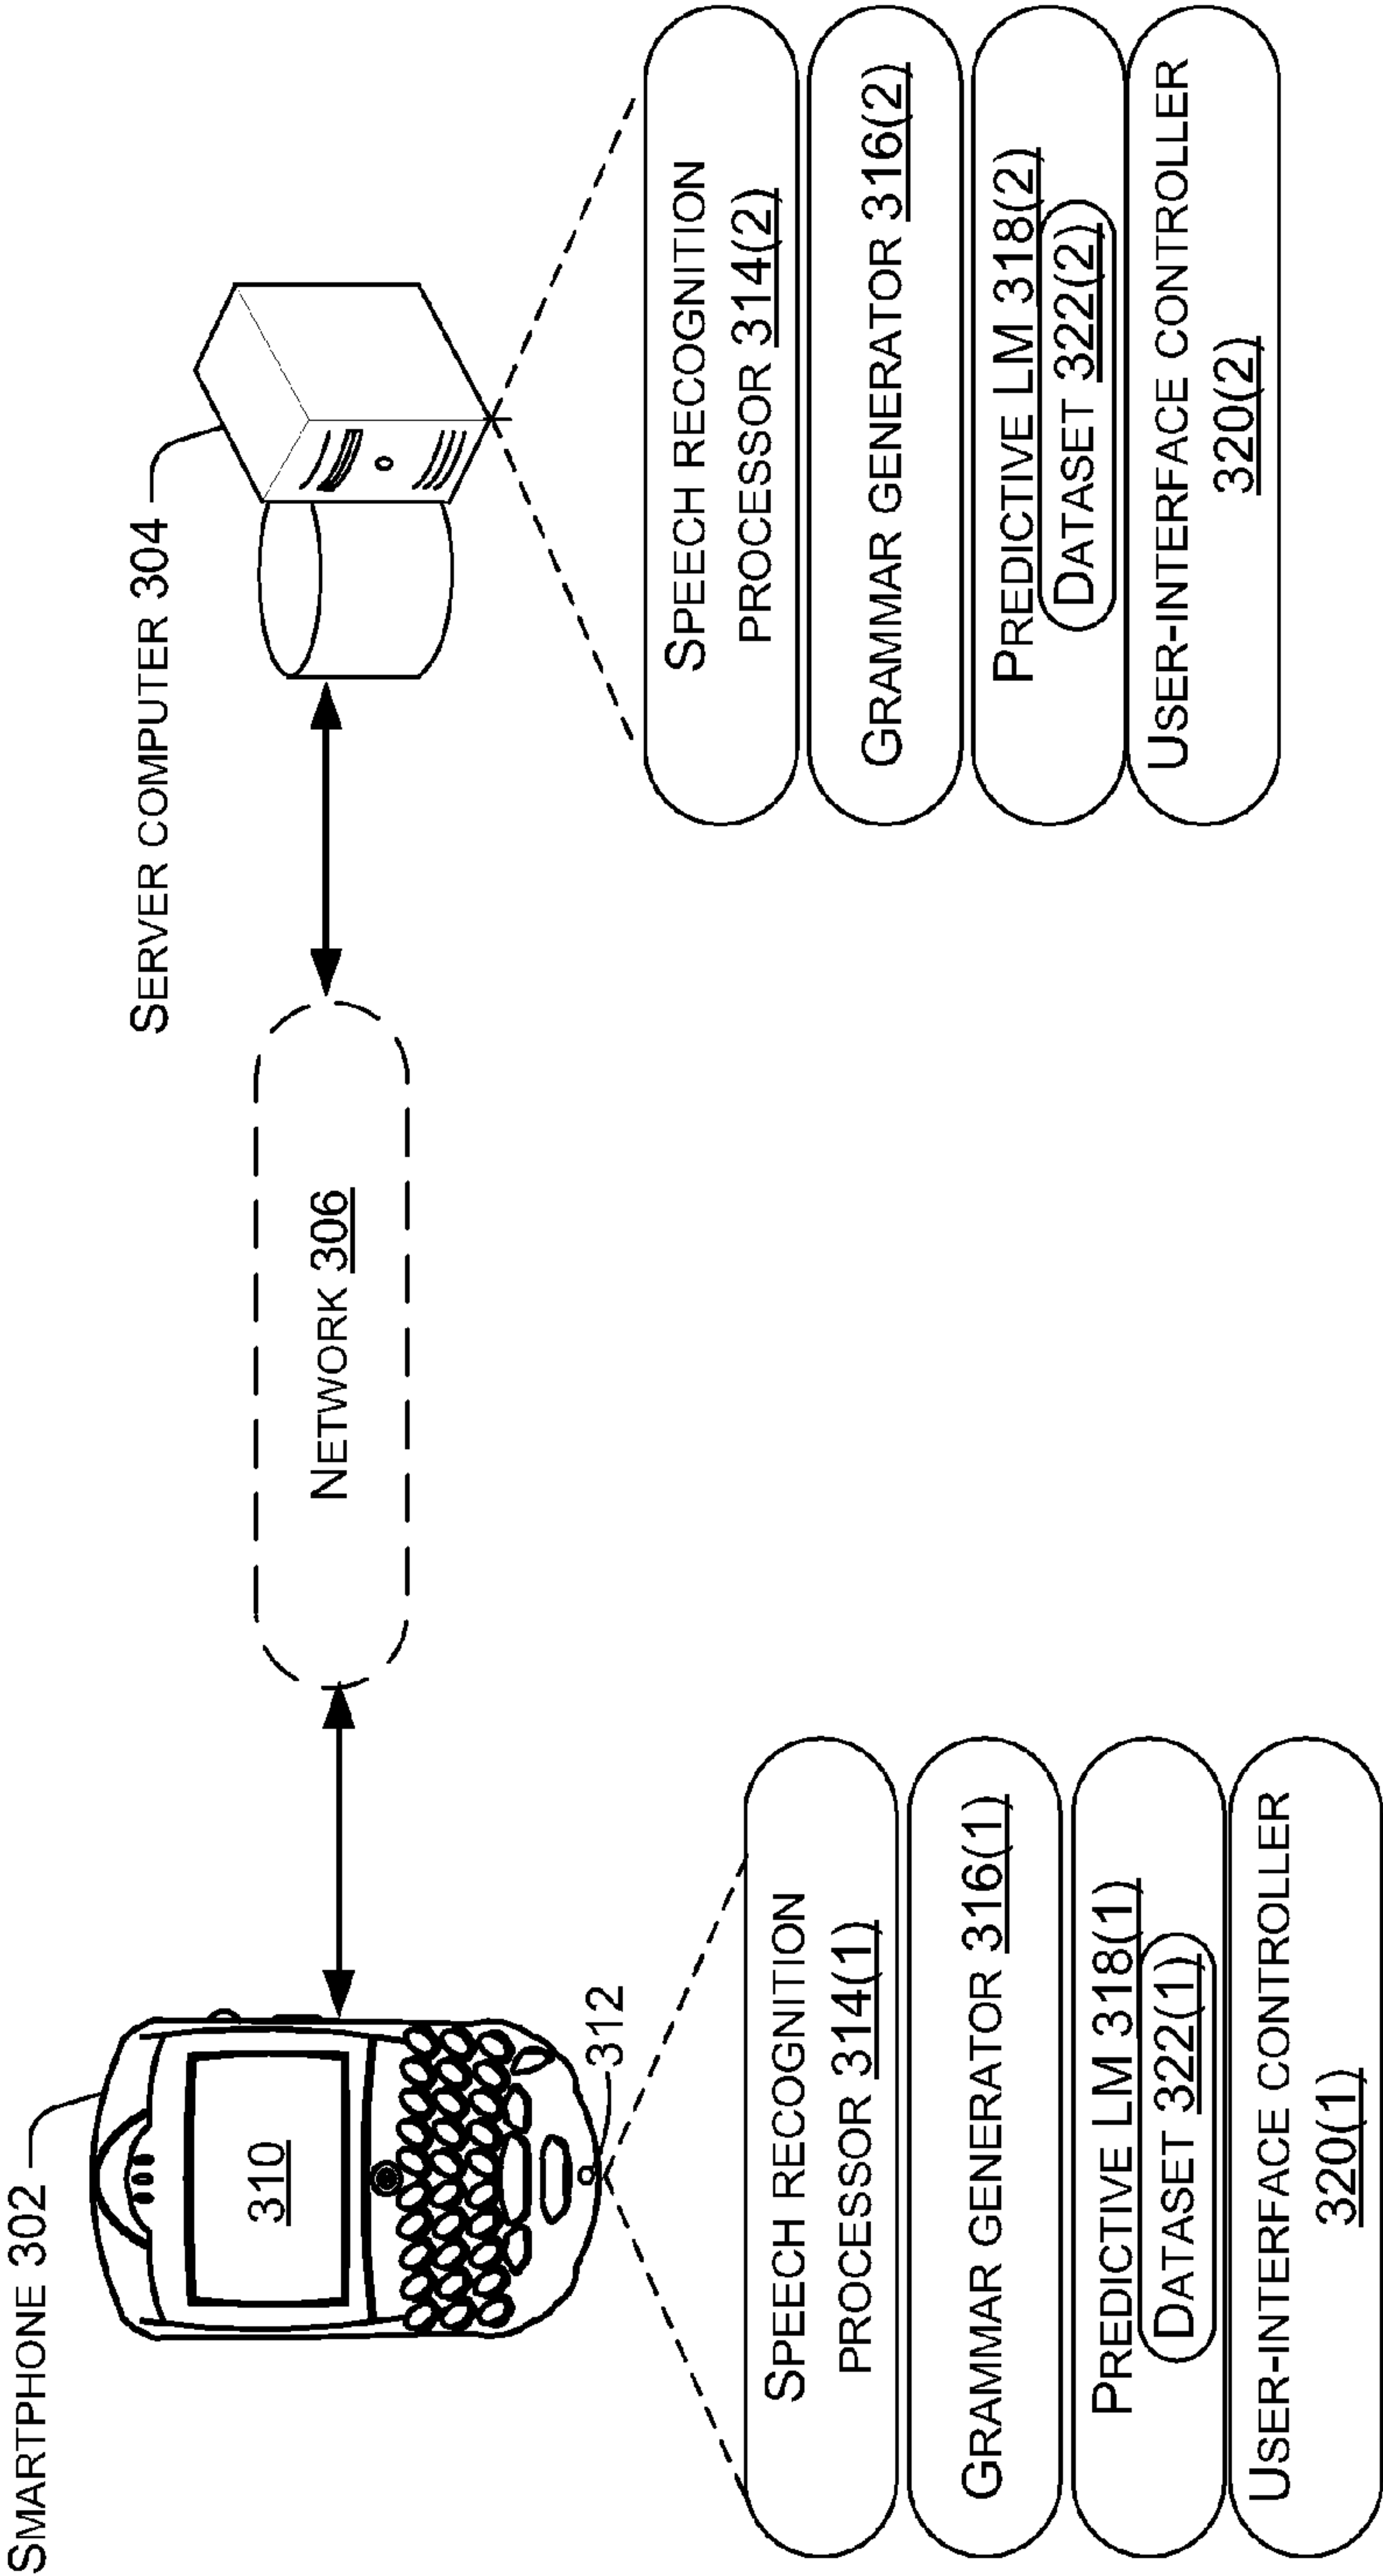 SMARTPHONE 302
310
312
NETWORK 306
SERVER COMPUTER 304
SPEECH RECOGNITION
PROCESSOR 314(1)
GRAMMAR GENERATOR 316(1)
PREDICTIVE LM 318(1)
DATASET 322(1)
USER-INTERFACE CONTROLLER
320(1)
SPEECH RECOGNITION
PROCESSOR 314(2)
GRAMMAR GENERATOR 316(2)
PREDICTIVE LM 318(2)
DATASET 322(2)
USER-INTERFACE CONTROLLER
320(2)